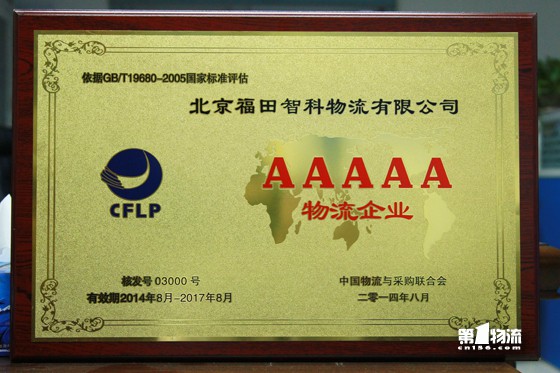 依据GB/T19680-2005国家标准评估
北京福田智科物流有限公司
CFLP
AAAAA
物流企业
核发号 03000 号
有效期2014年8月-2017年8月
中国物流与采购联合会
二〇一四年八月
第1物流
cn156.com